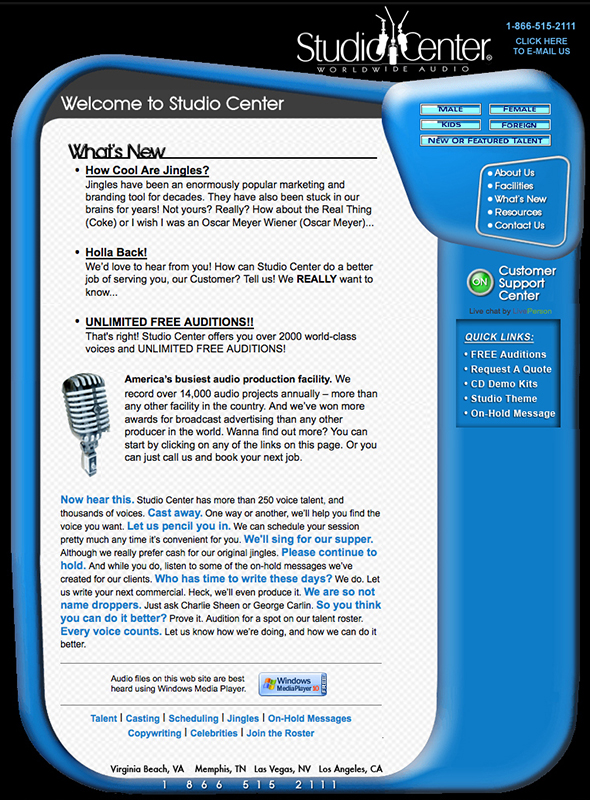 Studio Center®
WORLDWIDE AUDIO
1-866-515-2111
CLICK HERE
TO E-MAIL US
Welcome to Studio Center
MALE
FEMALE
KIDS
FOREIGN
NEW OR FEATURED TALENT
• About Us
• Facilities
• What's New
• Resources
• Contact Us
ON
Customer
Support
Center
Live chat by LivePerson
QUICK LINKS:
• FREE Auditions
• Request A Quote
• CD Demo Kits
• Studio Theme
• On-Hold Message
What's New
• How Cool Are Jingles?
Jingles have been an enormously popular marketing and
branding tool for decades. They have also been stuck in our
brains for years! Not yours? Really? How about the Real Thing
(Coke) or I wish I was an Oscar Meyer Wiener (Oscar Meyer)...
• Holla Back!
We'd love to hear from you! How can Studio Center do a better
job of serving you, our Customer? Tell us! We REALLY want to
know...
• UNLIMITED FREE AUDITIONS!!
That's right! Studio Center offers you over 2000 world-class
voices and UNLIMITED FREE AUDITIONS!
America's busiest audio production facility. We
record over 14,000 audio projects annually – more than
any other facility in the country. And we've won more
awards for broadcast advertising than any other
producer in the world. Wanna find out more? You can
start by clicking on any of the links on this page. Or you
can just call us and book your next job.
Now hear this. Studio Center has more than 250 voice talent, and
thousands of voices. Cast away. One way or another, we'll help you find the
voice you want. Let us pencil you in. We can schedule your session
pretty much any time it's convenient for you. We'll sing for our supper.
Although we really prefer cash for our original jingles. Please continue to
hold. And while you do, listen to some of the on-hold messages we've
created for our clients. Who has time to write these days? We do. Let
us write your next commercial. Heck, we'll even produce it. We are so not
name droppers. Just ask Charlie Sheen or George Carlin. So you think
you can do it better? Prove it. Audition for a spot on our talent roster.
Every voice counts. Let us know how we're doing, and how we can do it
better.
Audio files on this web site are best
heard using Windows Media Player.
Windows
MediaPlayer 10
FREE
Talent | Casting | Scheduling | Jingles | On-Hold Messages
Copywriting | Celebrities | Join the Roster
Virginia Beach, VA Memphis, TN Las Vegas, NV Los Angeles, CA
1 866 515 2111